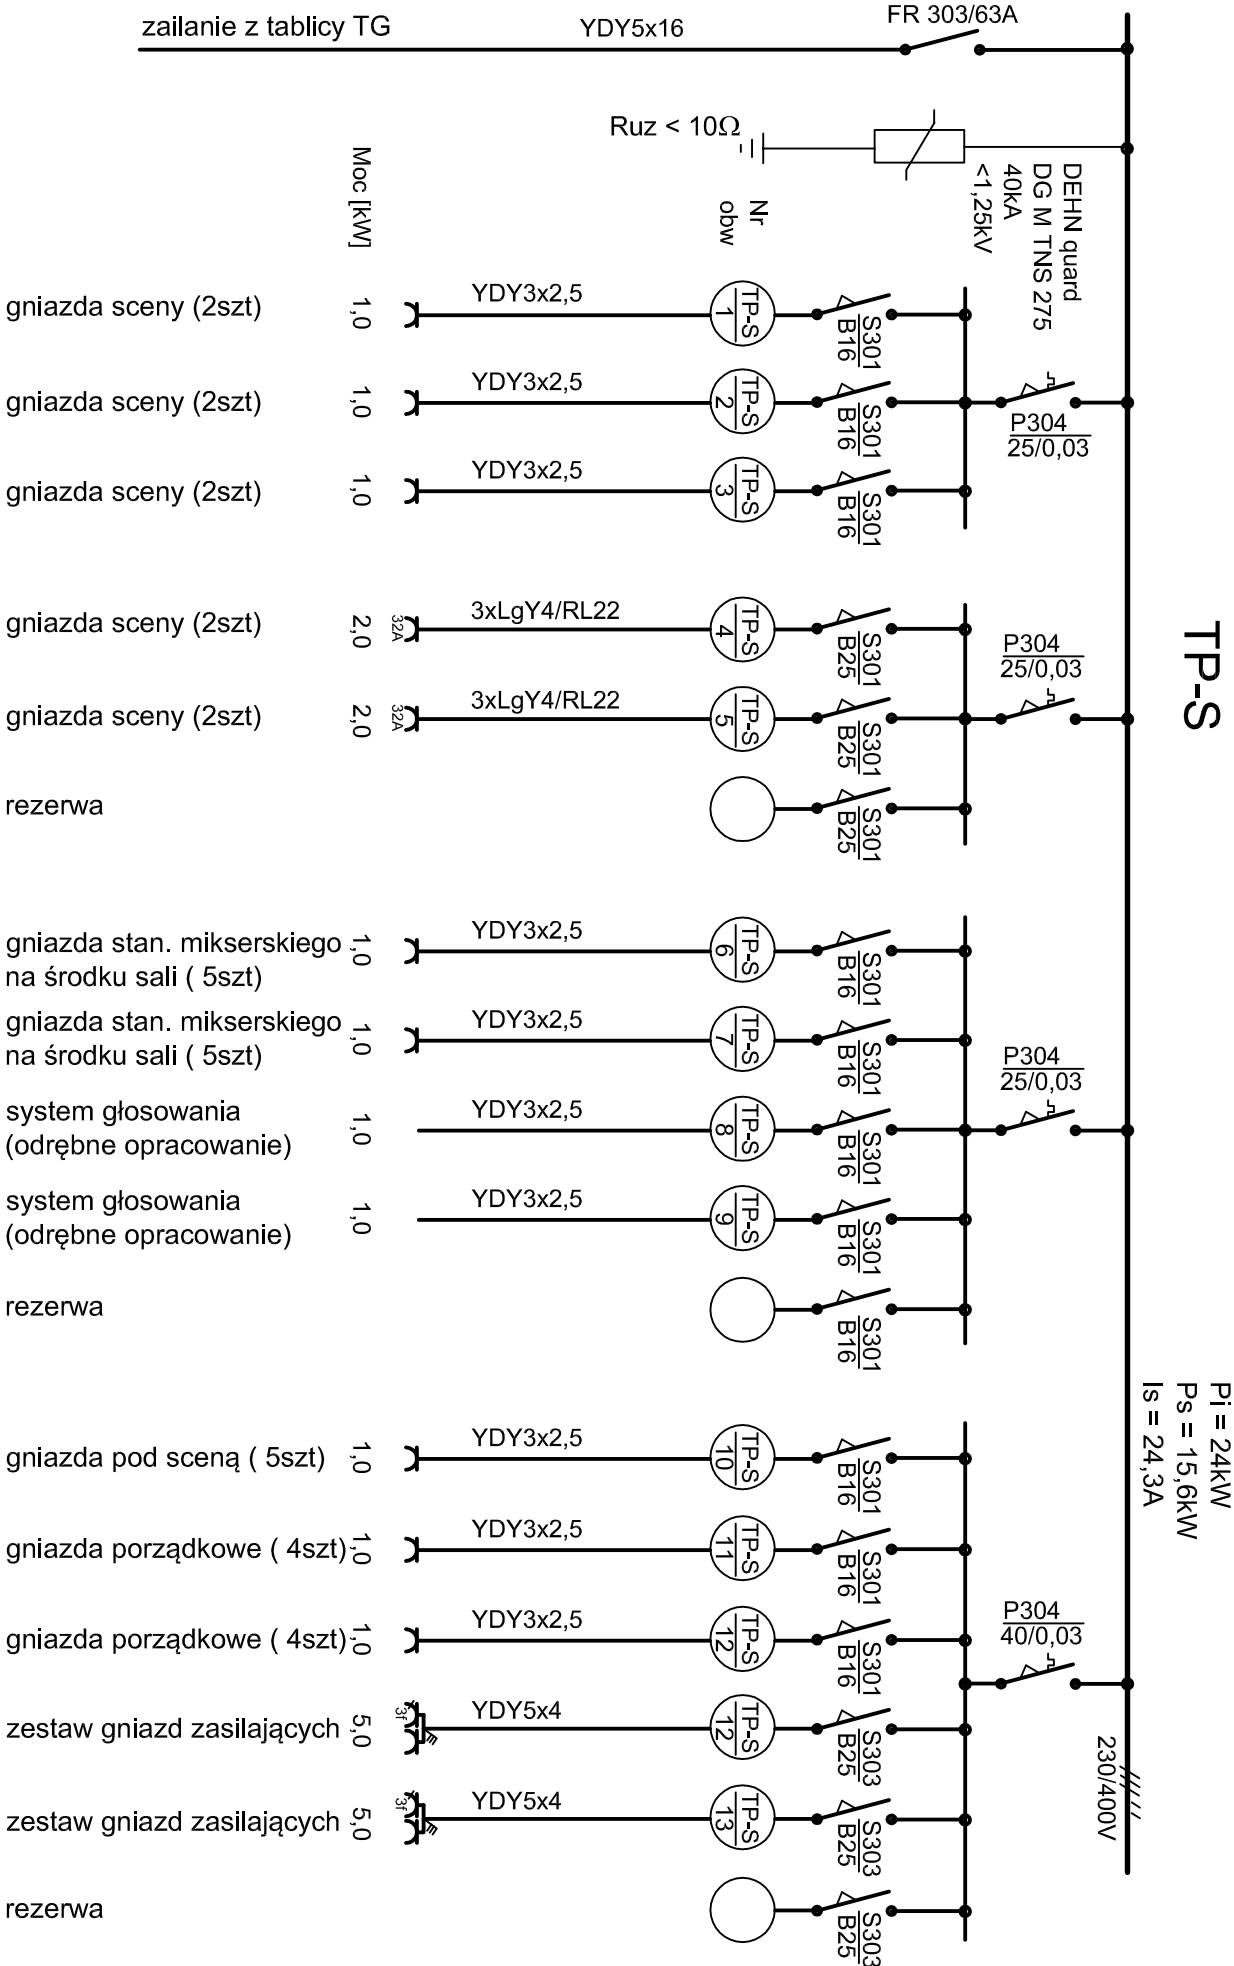 zailanie z tablicy TG
YDY5x16
FR 303/63A
Ruz < 10Ω
DEHN quard
DG M TNS 275
40kA
<1,25kV
Moc [kW]
Nr
obw
TP-S
gniazda sceny (2szt)
1,0
YDY3x2,5
TP-S
1
S301
B16
gniazda sceny (2szt)
1,0
YDY3x2,5
TP-S
2
S301
B16
P304
25/0,03
gniazda sceny (2szt)
1,0
YDY3x2,5
TP-S
3
S301
B16
gniazda sceny (2szt)
2,0
32A
3xLgY4/RL22
TP-S
4
S301
B25
P304
25/0,03
gniazda sceny (2szt)
2,0
32A
3xLgY4/RL22
TP-S
5
S301
B25
rezerwa
S301
B25
gniazda stan. mikserskiego
na środku sali ( 5szt)
1,0
YDY3x2,5
TP-S
6
S301
B16
gniazda stan. mikserskiego
na środku sali ( 5szt)
1,0
YDY3x2,5
TP-S
7
S301
B16
P304
25/0,03
system głosowania
(odrębne opracowanie)
1,0
YDY3x2,5
TP-S
8
S301
B16
system głosowania
(odrębne opracowanie)
1,0
YDY3x2,5
TP-S
9
S301
B16
rezerwa
S301
B16
Pi = 24kW
Ps = 15,6kW
Is = 24,3A
gniazda pod sceną ( 5szt)
1,0
YDY3x2,5
TP-S
10
S301
B16
gniazda porządkowe ( 4szt)
1,0
YDY3x2,5
TP-S
11
S301
B16
gniazda porządkowe ( 4szt)
1,0
YDY3x2,5
TP-S
12
S301
B16
P304
40/0,03
zestaw gniazd zasilających
5,0
3f
YDY5x4
TP-S
12
S303
B25
230/400V
zestaw gniazd zasilających
5,0
3f
YDY5x4
TP-S
13
S303
B25
rezerwa
S303
B25